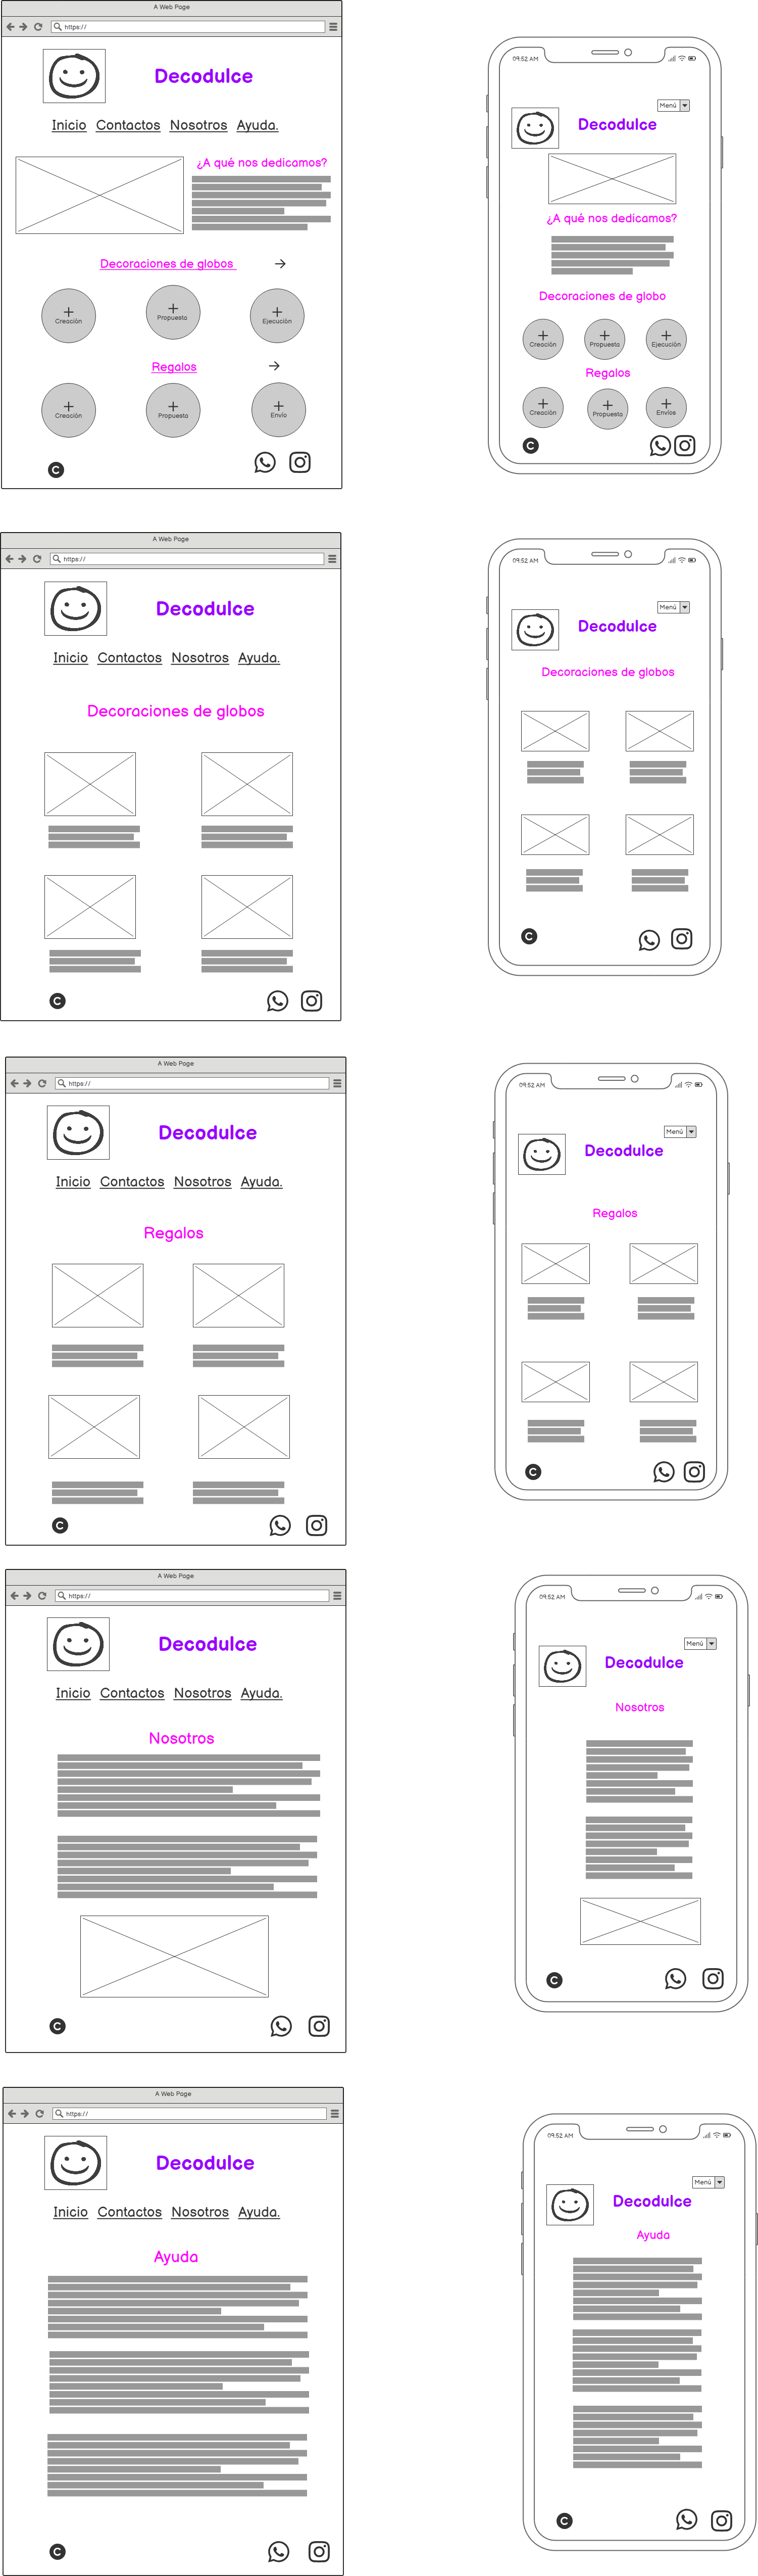 A Web Page
https://
Decodulce
Inicio Contactos Nosotros Ayuda.
¿A qué nos dedicamos?
Decoraciones de globos
Creación
Propuesta
Ejecución
Regalos
Creación
Propuesta
Envío
C
09:52 AM
Menú
Decodulce
¿A qué nos dedicamos?
Decoraciones de globo
Creación
Propuesta
Ejecución
Regalos
Creación
Propuesta
Envíos
C
A Web Page
https://
Decodulce
Inicio Contactos Nosotros Ayuda.
Decoraciones de globos
C
09:52 AM
Menú
Decodulce
Decoraciones de globos
C
A Web Page
https://
Decodulce
Inicio Contactos Nosotros Ayuda.
Regalos
C
09:52 AM
Menú
Decodulce
Regalos
C
A Web Page
https://
Decodulce
Inicio Contactos Nosotros Ayuda.
Nosotros
C
09:52 AM
Menú
Decodulce
Nosotros
C
A Web Page
https://
Decodulce
Inicio Contactos Nosotros Ayuda.
Ayuda
C
09:52 AM
Menú
Decodulce
Ayuda
C